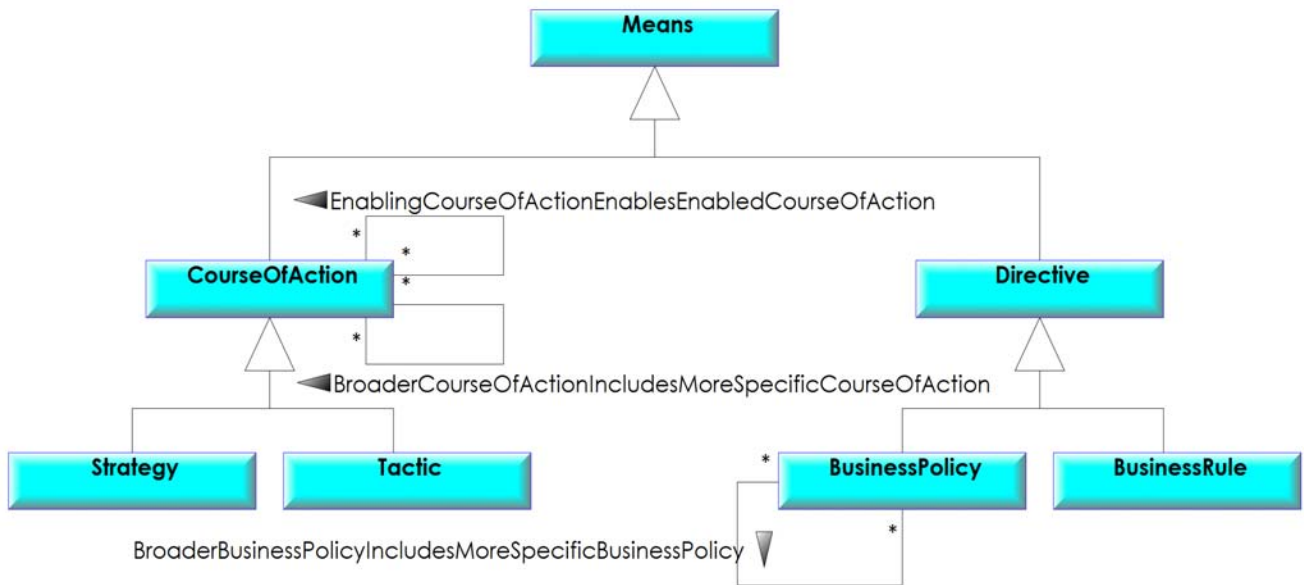 Means
EnablingCourseOfActionEnablesEnabledCourseOfAction
*
*
CourseOfAction
*
Directive
*
BroaderCourseOfActionIncludesMoreSpecificCourseOfAction
Strategy
Tactic
*
BusinessPolicy
BusinessRule
*
BroaderBusinessPolicyIncludesMoreSpecificBusinessPolicy